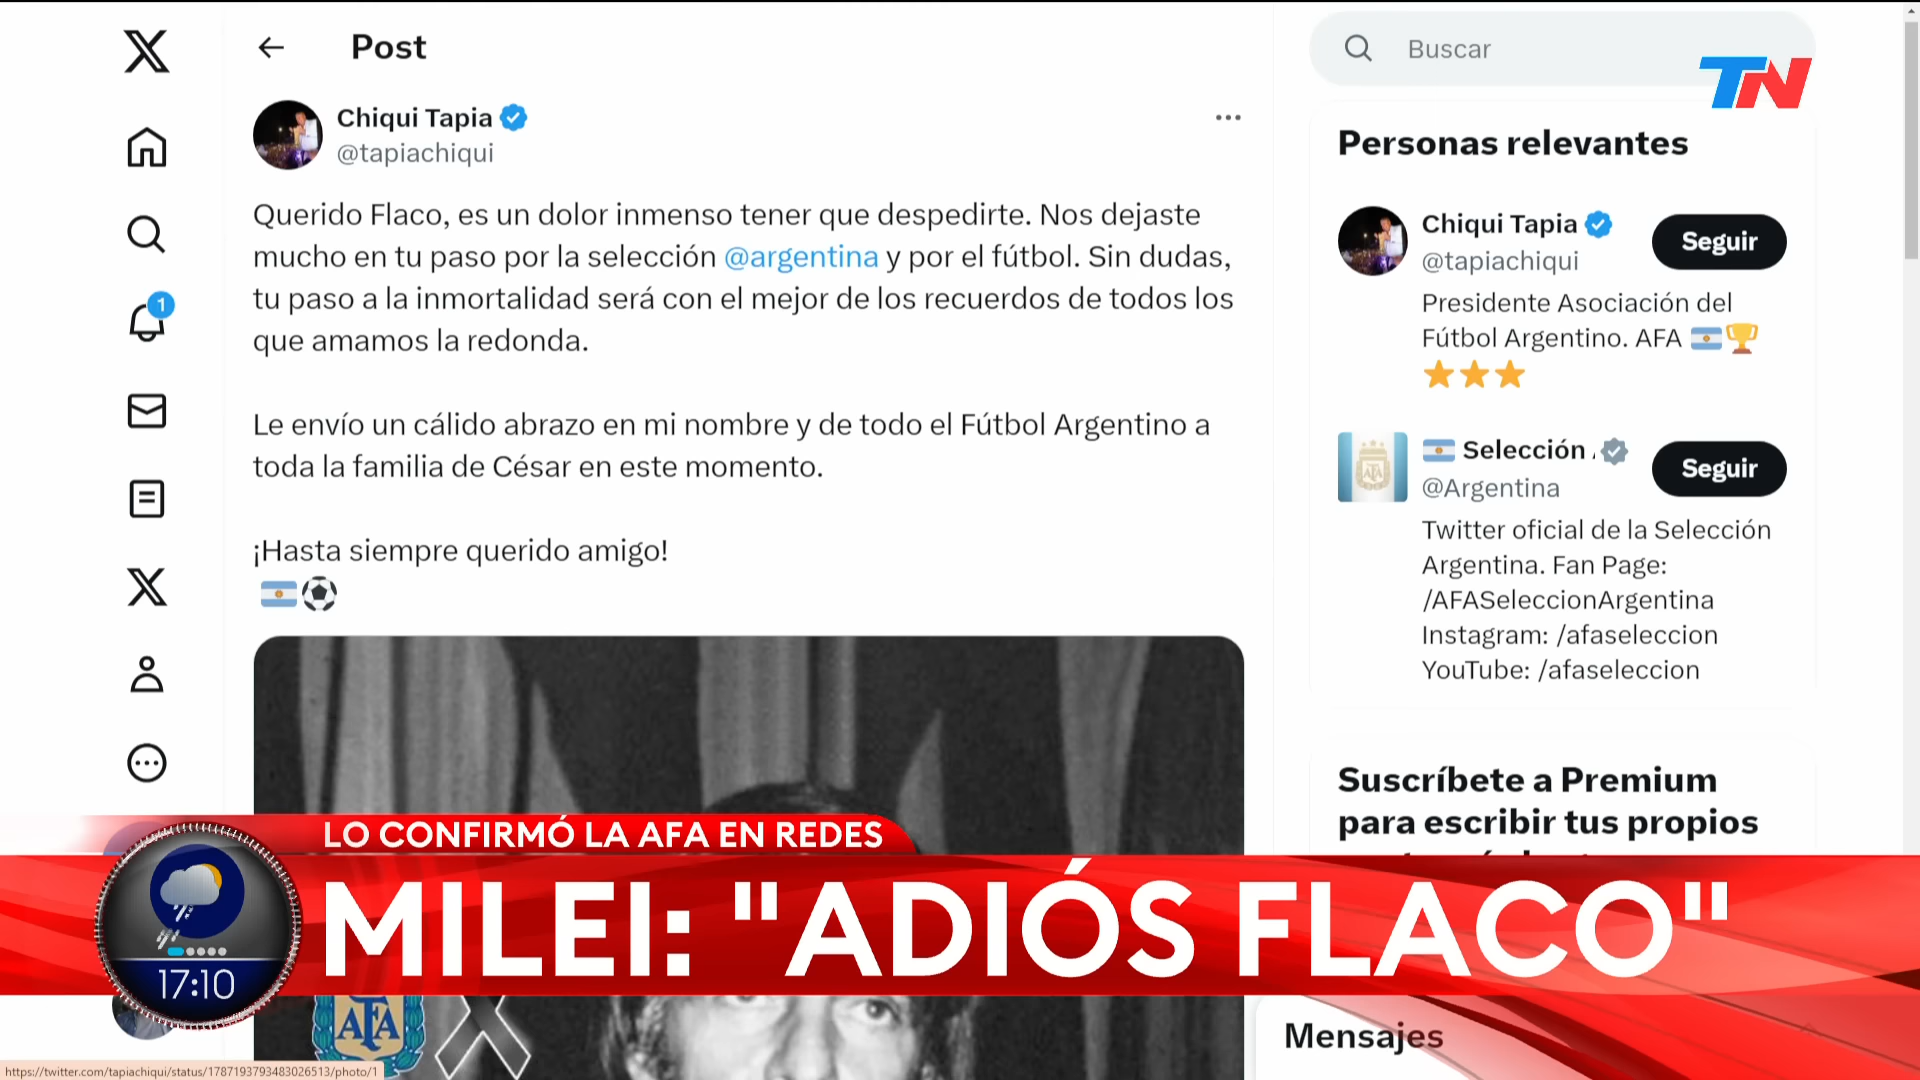 Post
Buscar
TN
Chiqui Tapia
@tapiachiqui
Querido Flaco, es un dolor inmenso tener que despedirte. Nos dejaste
mucho en tu paso por la selección @argentina y por el fútbol. Sin dudas,
tu paso a la inmortalidad será con el mejor de los recuerdos de todos los
que amamos la redonda.
Le envío un cálido abrazo en mi nombre y de todo el Fútbol Argentino a
toda la familia de César en este momento.
¡Hasta siempre querido amigo!
1
Personas relevantes
Chiqui Tapia
@tapiachiqui
Seguir
Presidente Asociación del
Fútbol Argentino. AFA
Selección
@Argentina
Seguir
Twitter oficial de la Selección
Argentina. Fan Page:
/AFASeleccionArgentina
Instagram: /afaseleccion
YouTube: /afaseleccion
Suscríbete a Premium
para escribir tus propios
LO CONFIRMÓ LA AFA EN REDES
MILEI: "ADIÓS FLACO"
17:10
AFA
Mensajes
https://twitter.com/tapiachiqui/status/1787193793483026513/photo/1